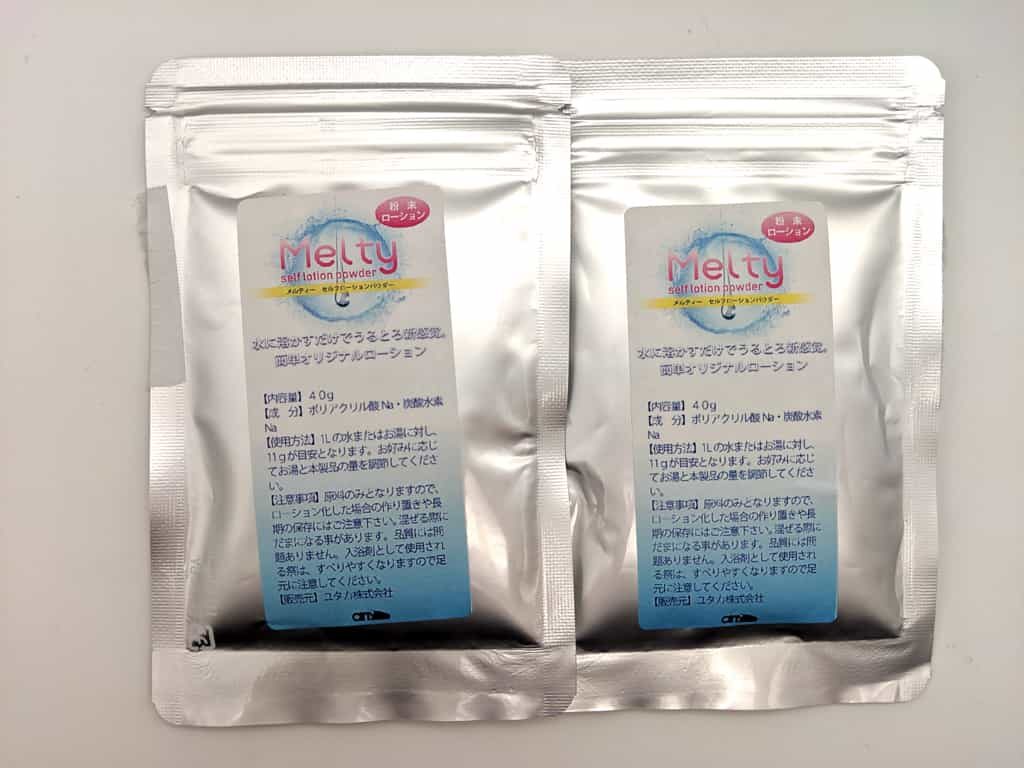 粉末
ローション
Melty
self lotion powder
メルティー セルフローションパウダー
水に溶かすだけでうるとろ新感覚。
簡単オリジナルローション
【内容量】40g
【成 分】ポリアクリル酸Na・炭酸水素
Na
【使用方法】1Lの水またはお湯に対し、
11gが目安となります。お好みに応じ
てお湯と本製品の量を調節してくださ
い。
【注意事項】原料のみとなりますので、
ローション化した場合の作り置きや長
期の保存にはご注意下さい。混ぜる際に
だまになる事があります。品質には問
題ありません。入浴剤として使用され
る祭は、すべりやすくなりますので足
元に注意してください。
【販売元】ユタカ株式会社
粉末
ローション
Melty
self lotion powder
メルティー セルフローションパウダー
水に溶かすだけでうるとろ新感覚。
簡単オリジナルローション
【内容量】40g
【成 分】ポリアクリル酸Na・炭酸水素
Na
【使用方法】1Lの水またはお湯に対し、
11gが目安となります。お好みに応じ
てお湯と本製品の量を調節してくださ
い。
【注意事項】原料のみとなりますので、
ローション化した場合の作り置きや長
期の保存にはご注意下さい。混ぜる際に
だまになる事があります。品質には問
題ありません。入浴剤として使用され
る祭は、すべりやすくなりますので足
元に注意してください。
【販売元】ユタカ株式会社